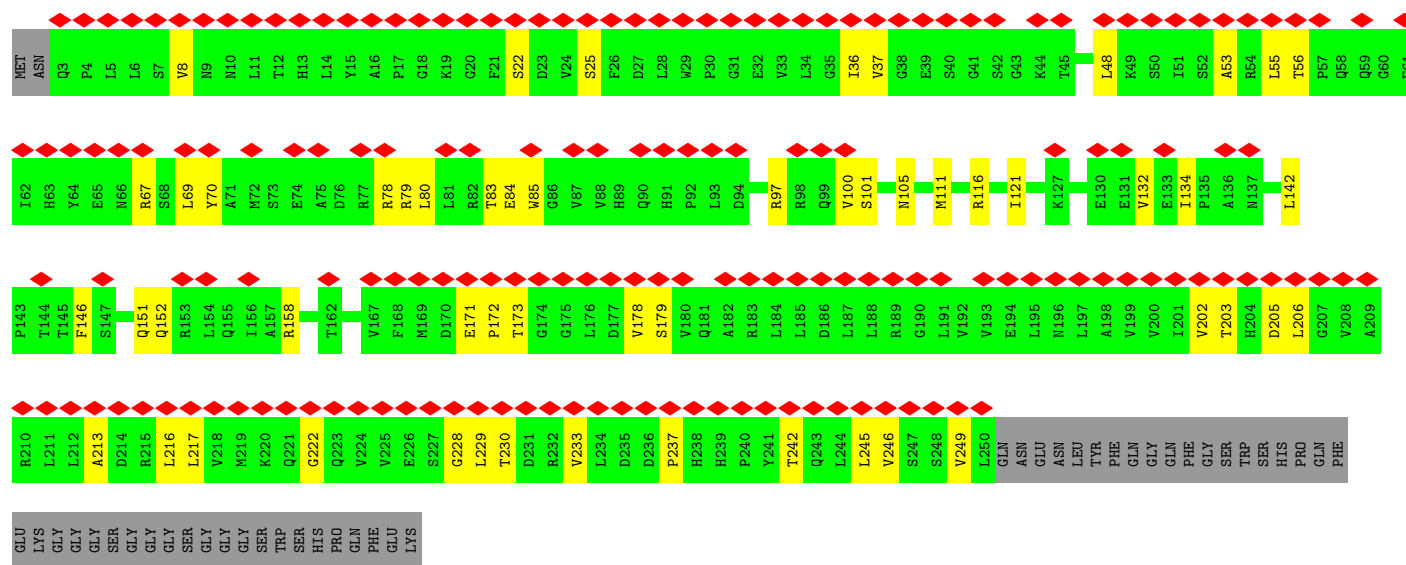 MET ASN Q3 P4 L5 L6 S7 V8 N9 N10 L11 T12 H13 L14 Y15 A16 P17 G18 K19 G20 F21 S22 D23 V24 S25 F26 D27 L28 W29 P30 G31 E32 V33 L34 G35 I36 V37 G38 E39 S40 G41 S42 G43 K44 T45 L48 K49 S50 I51 S52 A53 R54 L55 T56 P57 Q58 Q59 G60
I62 H63 Y64 E65 N66 R67 S68 L69 Y70 A71 M72 S73 E74 A75 D76 R77 R78 R79 L80 L81 R82 T83 E84 W85 G86 V87 V88 H89 Q90 H91 P92 L93 D94 R97 R98 Q99 V100 S101 N105 M111 R116 I121 K127 E130 E131 V132 E133 I134 P135 A136 N137 L142
P143 T144 T145 F146 S147 Q151 Q152 R153 L154 Q155 I156 A157 R158 T162 V167 F168 M169 D170 E171 P172 T173 G174 G175 L176 D177 V178 S179 V180 Q181 A182 R183 L184 L185 D186 L187 L188 R189 G190 L191 V192 V193 E194 L195 N196 L197 A198 V199 V200 I201 V202 T203 H204 D205 L206 G207 V208 A209
R210 L211 L212 A213 D214 R215 L216 L217 V218 M219 K220 Q221 G222 Q223 V224 V225 E226 S227 G228 L229 T230 D231 R232 V233 L234 D235 D236 P237 H238 H239 P240 Y241 T242 Q243 L244 L245 V246 S247 S248 V249 L250 GLN ASN GLU ASN LEU TYR PHE GLN GLY GLN PHE GLY SER TRP SER HIS PRO GLN PHE
GLU LYS GLY GLY GLY SER GLY GLY GLY SER GLY GLY GLY SER TRP SER HIS PRO GLN PHE GLU LYS